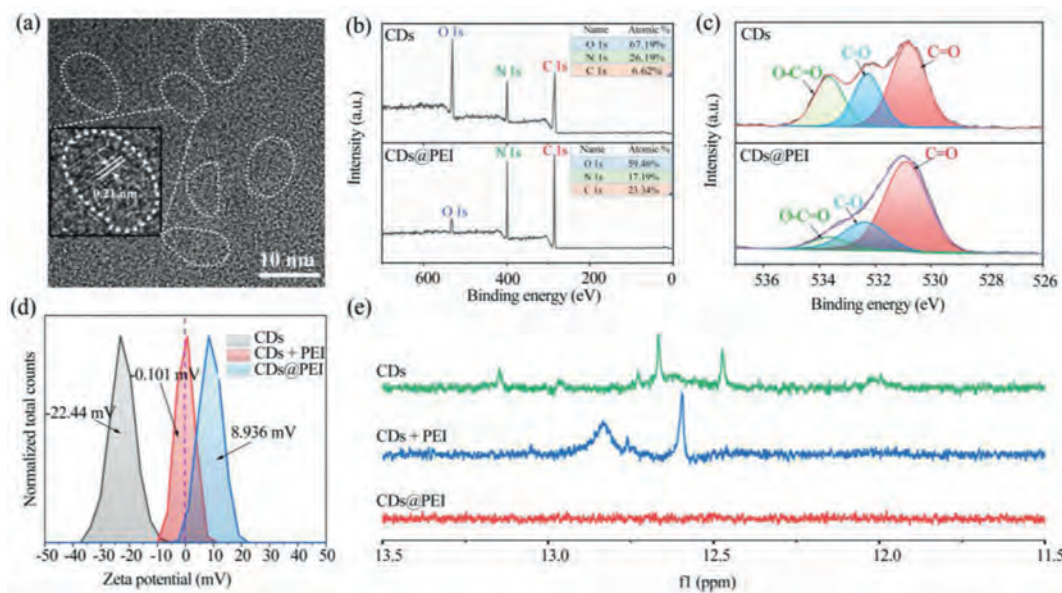 (a)
0.21 nm
10 nm
(b)
CDs
O 1s
N 1s
C 1s
Name Atomic %
O 1s 67.19%
N 1s 26.19%
C 1s 6.62%
CDs@PEI
O 1s
N 1s
C 1s
Name Atomic %
O 1s 59.46%
N 1s 17.19%
C 1s 23.34%
Intensity (a.u.)
600 400 200 0
Binding energy (eV)
(c)
CDs
O-C=O
C-O
C=O
CDs@PEI
O-C=O
C-O
C=O
Intensity (a.u.)
536 534 532 530 528 526
Binding energy (eV)
(d)
CDs
CDs + PEI
CDs@PEI
-22.44 mV
-0.101 mV
8.936 mV
Normalized total counts
-50 -40 -30 -20 -10 0 10 20 30 40 50
Zeta potential (mV)
(e)
CDs
CDs + PEI
CDs@PEI
13.5 13.0 12.5 12.0 11.5
f1 (ppm)